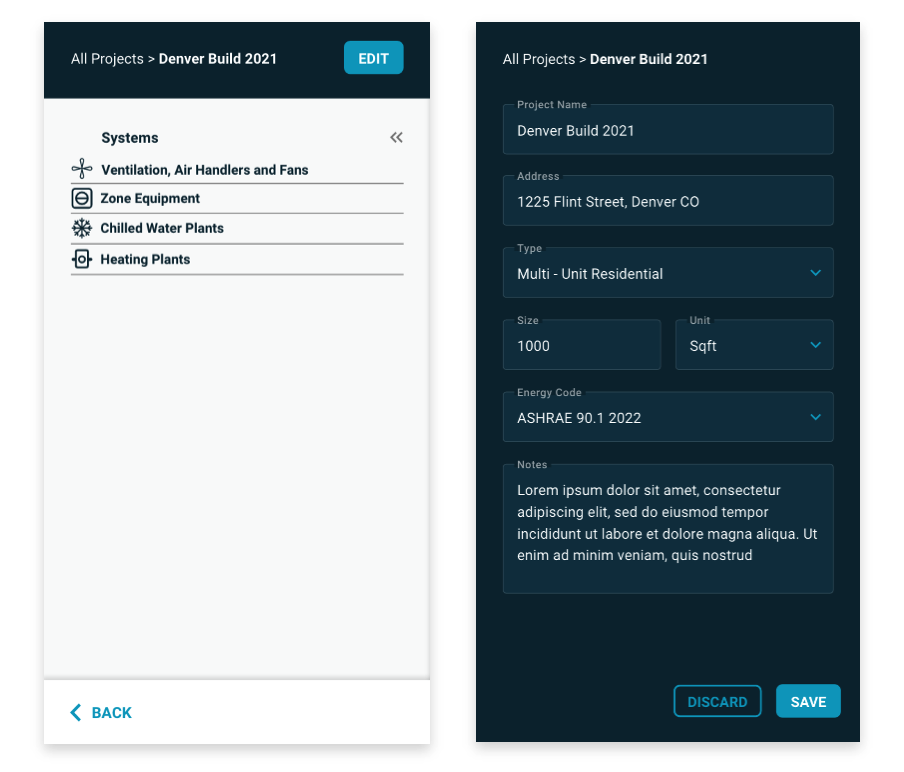 All Projects > Denver Build 2021
EDIT
Systems
Ventilation, Air Handlers and Fans
Zone Equipment
Chilled Water Plants
Heating Plants
BACK
All Projects > Denver Build 2021
Project Name
Denver Build 2021
Address
1225 Flint Street, Denver CO
Type
Multi - Unit Residential
Size
1000
Unit
Sqft
Energy Code
ASHRAE 90.1 2022
Notes
Lorem ipsum dolor sit amet, consectetur
adipiscing elit, sed do eiusmod tempor
incididunt ut labore et dolore magna aliqua. Ut
enim ad minim veniam, quis nostrud
DISCARD
SAVE